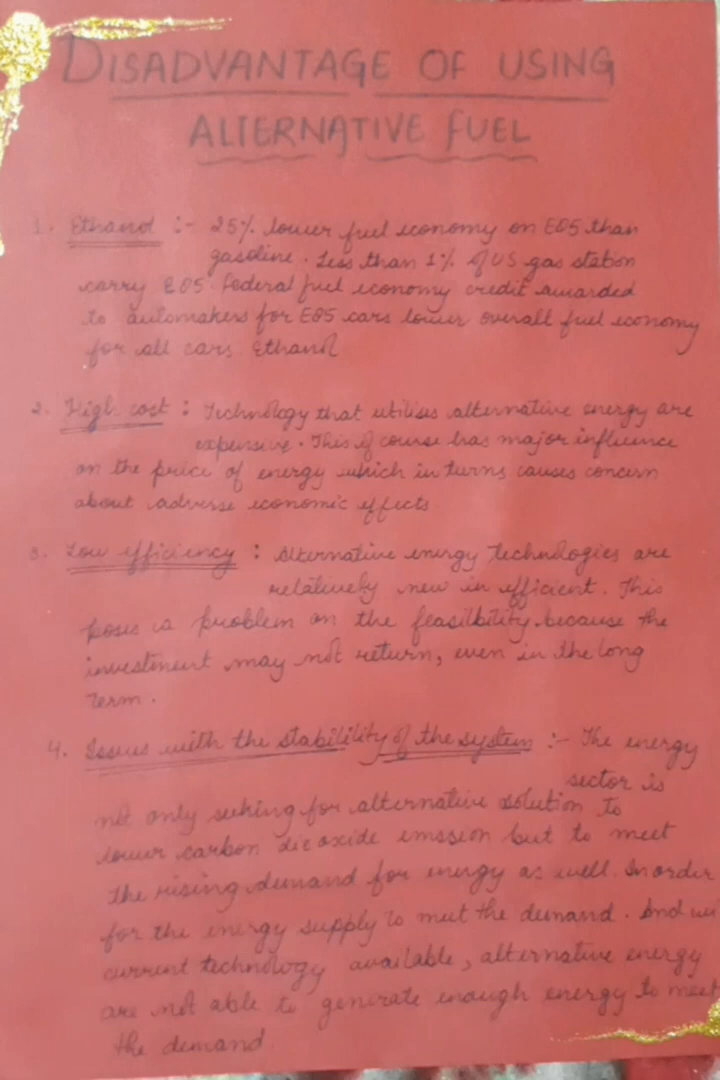 DISADVANTAGE OF USING
ALTERNATIVE FUEL
1. Ethanol :- 25% lower fuel economy on E85 than
gasoline. Less than 1% of US gas station
carry E85. Federal fuel economy credit awarded
to automakers for E85 cars lower overall fuel economy
for all cars. Ethanol
2. High cost : Technology that utilises alternative energy are
expensive. This of course has major influence
on the price of energy which in turns causes concern
about adverse economic effects
3. Low efficiency : Alternative energy technologies are
relatively new in efficient. This
poses a problem on the feasilbility because the
investment may not return, even in the long
term.
4. Issues with the stabilility of the system :- The energy
sector is
not only seeking for alternative solution to
lower carbon die oxide emssion but to meet
the rising demand for energy as well. In order
for the energy supply to meet the demand. And
current technology available, alternative energy
are not able to generate enough energy to meet
the demand